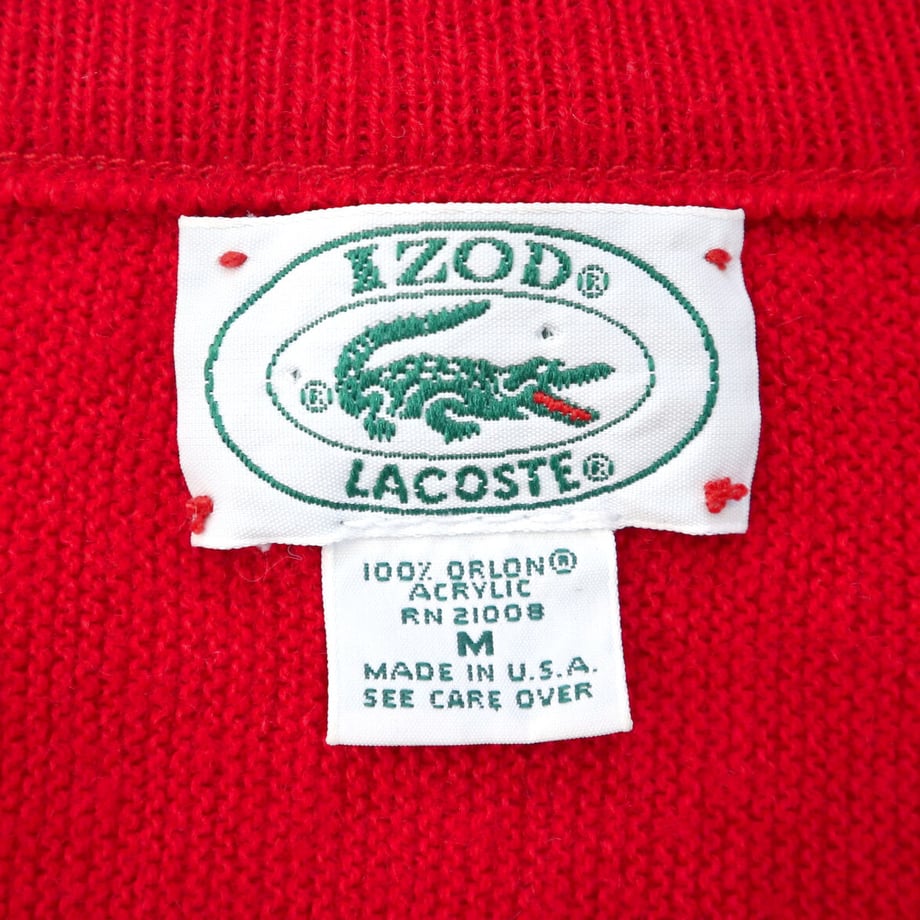 IZOD®
®
LACOSTE®
100% ORLON®
ACRYLIC
RN 21008
M
MADE IN U.S.A.
SEE CARE OVER